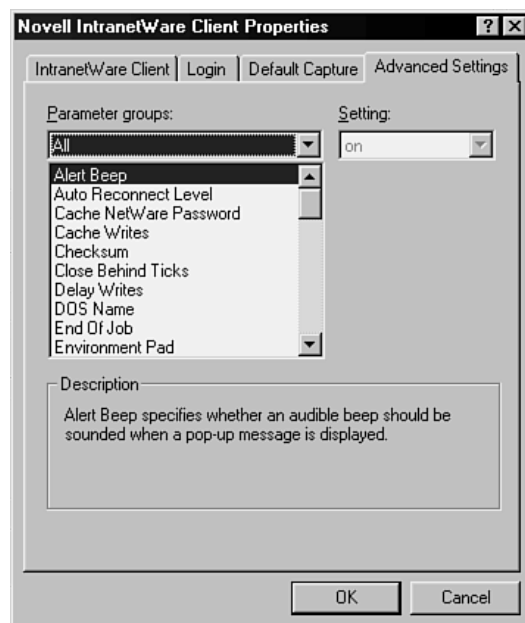 Novell IntranetWare Client Properties
IntranetWare Client Login Default Capture Advanced Settings
Parameter groups: Setting:
All on
Alert Beep
Auto Reconnect Level
Cache NetWare Password
Cache Writes
Checksum
Close Behind Ticks
Delay Writes
DOS Name
End Of Job
Environment Pad
Description
Alert Beep specifies whether an audible beep should be
sounded when a pop-up message is displayed.
OK Cancel